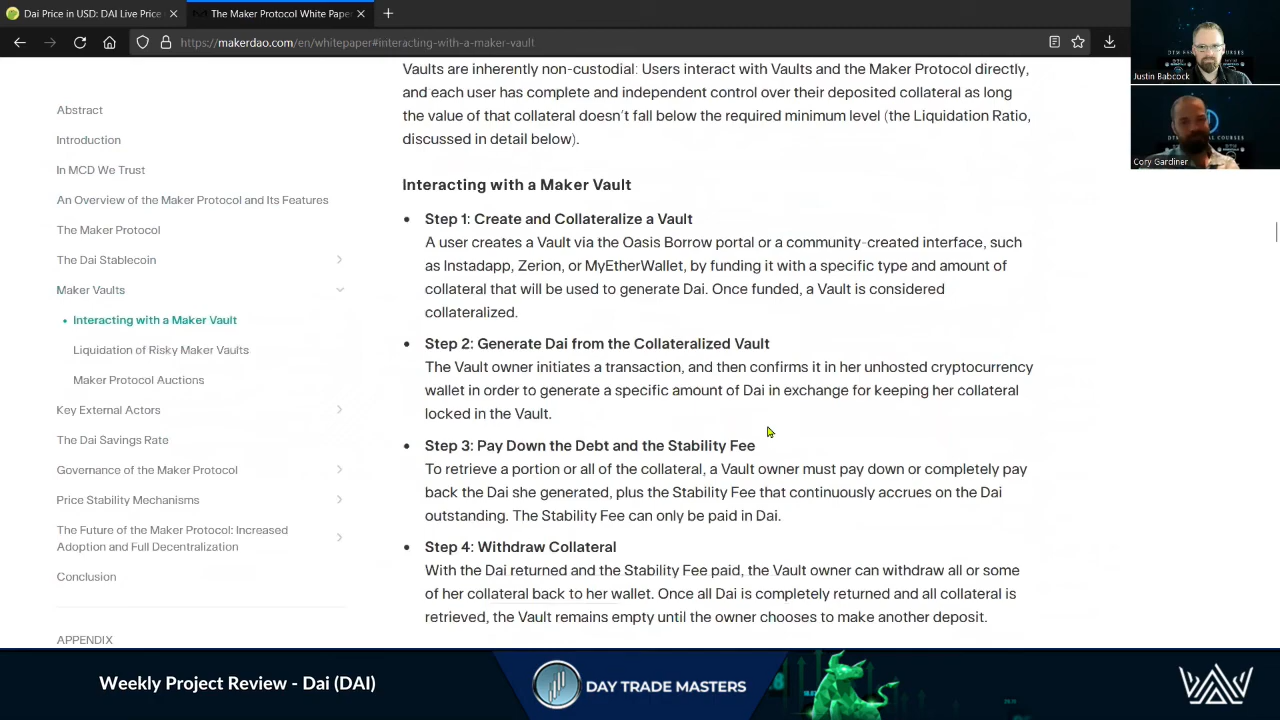 Dai Price in USD: DAI Live Price
The Maker Protocol White Paper
https://makerdao.com/en/whitepaper#interacting-with-a-maker-vault
Justin Babcock
Cory Gardiner
Abstract
Introduction
In MCD We Trust
An Overview of the Maker Protocol and Its Features
The Maker Protocol
The Dai Stablecoin
Maker Vaults
Interacting with a Maker Vault
Liquidation of Risky Maker Vaults
Maker Protocol Auctions
Key External Actors
The Dai Savings Rate
Governance of the Maker Protocol
Price Stability Mechanisms
The Future of the Maker Protocol: Increased
Adoption and Full Decentralization
Conclusion
APPENDIX
Vaults are inherently non-custodial: Users interact with Vaults and the Maker Protocol directly,
and each user has complete and independent control over their deposited collateral as long
the value of that collateral doesn't fall below the required minimum level (the Liquidation Ratio,
discussed in detail below).
Interacting with a Maker Vault
• Step 1: Create and Collateralize a Vault
A user creates a Vault via the Oasis Borrow portal or a community-created interface, such
as Instadapp, Zerion, or MyEtherWallet, by funding it with a specific type and amount of
collateral that will be used to generate Dai. Once funded, a Vault is considered
collateralized.
• Step 2: Generate Dai from the Collateralized Vault
The Vault owner initiates a transaction, and then confirms it in her unhosted cryptocurrency
wallet in order to generate a specific amount of Dai in exchange for keeping her collateral
locked in the Vault.
• Step 3: Pay Down the Debt and the Stability Fee
To retrieve a portion or all of the collateral, a Vault owner must pay down or completely pay
back the Dai she generated, plus the Stability Fee that continuously accrues on the Dai
outstanding. The Stability Fee can only be paid in Dai.
• Step 4: Withdraw Collateral
With the Dai returned and the Stability Fee paid, the Vault owner can withdraw all or some
of her collateral back to her wallet. Once all Dai is completely returned and all collateral is
retrieved, the Vault remains empty until the owner chooses to make another deposit.
Weekly Project Review - Dai (DAI)
DAY TRADE MASTERS